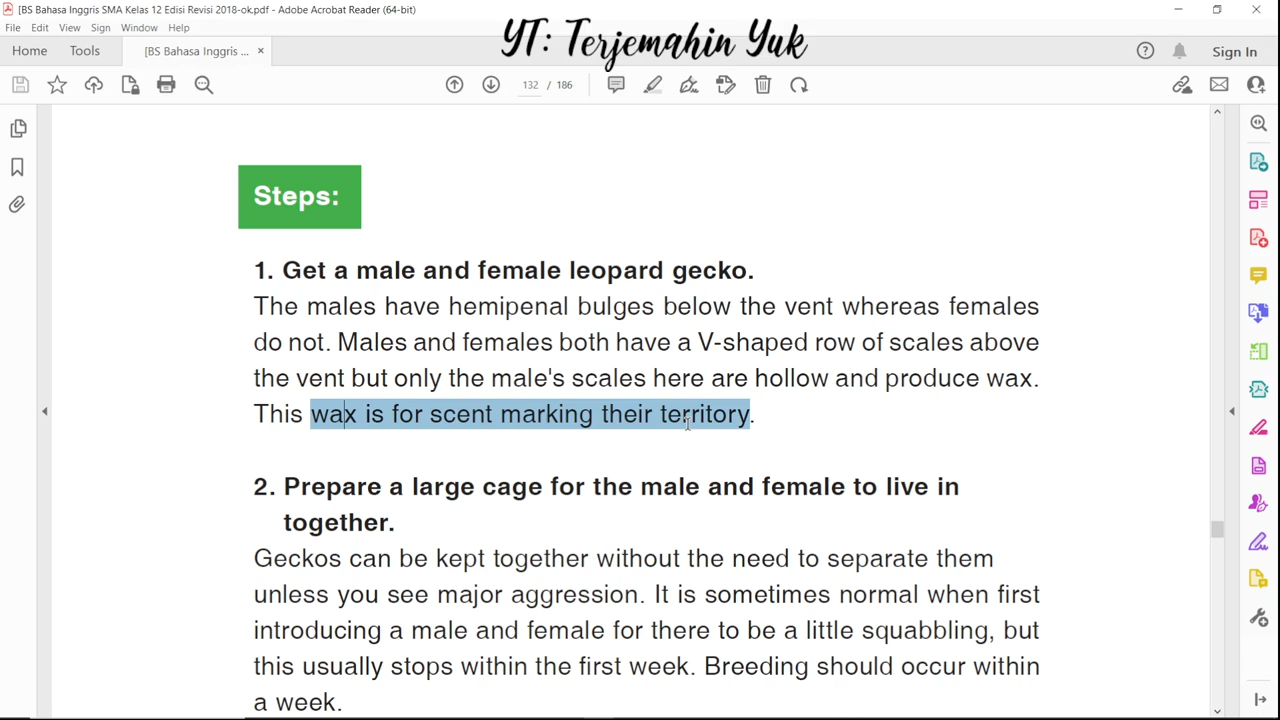 [BS Bahasa Inggris SMA Kelas 12 Edisi Revisi 2018-ok.pdf - Adobe Acrobat Reader (64-bit)
File Edit View Sign Window Help
YT: Terjemahin Yuk
Home Tools [BS Bahasa Inggris ... × Sign In
132 / 186
Steps:
1. Get a male and female leopard gecko.
The males have hemipenal bulges below the vent whereas females
do not. Males and females both have a V-shaped row of scales above
the vent but only the male's scales here are hollow and produce wax.
This wax is for scent marking their territory.
2. Prepare a large cage for the male and female to live in
together.
Geckos can be kept together without the need to separate them
unless you see major aggression. It is sometimes normal when first
introducing a male and female for there to be a little squabbling, but
this usually stops within the first week. Breeding should occur within
a week.